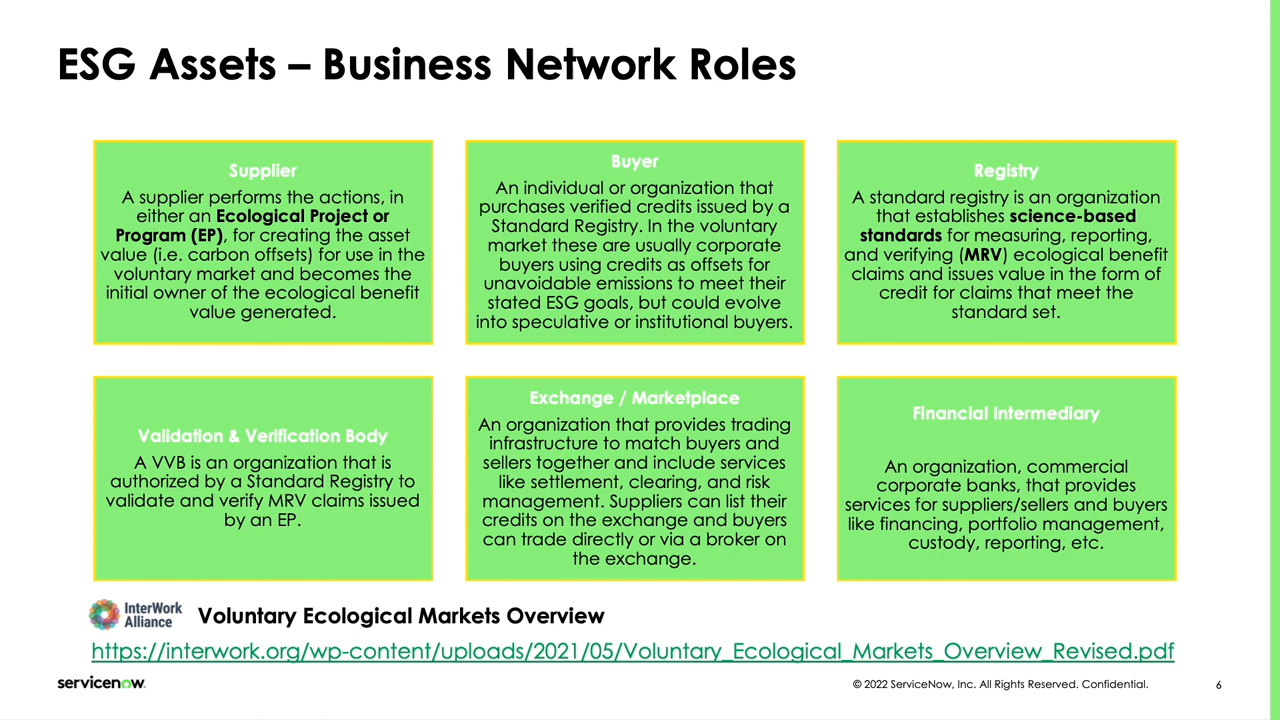 ESG Assets – Business Network Roles
Supplier
A supplier performs the actions, in
either an Ecological Project or
Program (EP), for creating the asset
value (i.e. carbon offsets) for use in the
voluntary market and becomes the
initial owner of the ecological benefit
value generated.
Buyer
An individual or organization that
purchases verified credits issued by a
Standard Registry. In the voluntary
market these are usually corporate
buyers using credits as offsets for
unavoidable emissions to meet their
stated ESG goals, but could evolve
into speculative or institutional buyers.
Registry
A standard registry is an organization
that establishes science-based
standards for measuring, reporting,
and verifying (MRV) ecological benefit
claims and issues value in the form of
credit for claims that meet the
standard set.
Validation & Verification Body
A VVB is an organization that is
authorized by a Standard Registry to
validate and verify MRV claims issued
by an EP.
Exchange / Marketplace
An organization that provides trading
infrastructure to match buyers and
sellers together and include services
like settlement, clearing, and risk
management. Suppliers can list their
credits on the exchange and buyers
can trade directly or via a broker on
the exchange.
Financial Intermediary
An organization, commercial
corporate banks, that provides
services for suppliers/sellers and buyers
like financing, portfolio management,
custody, reporting, etc.
InterWork
Alliance
Voluntary Ecological Markets Overview
https://interwork.org/wp-content/uploads/2021/05/Voluntary_Ecological_Markets_Overview_Revised.pdf
servicenow.
© 2022 ServiceNow, Inc. All Rights Reserved. Confidential.
6